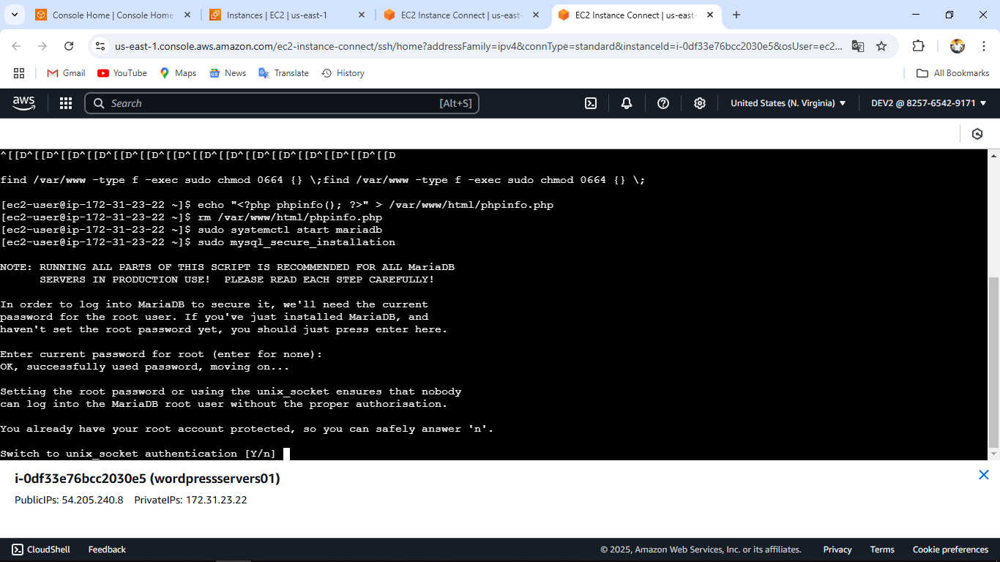 Console Home | Console Home
Instances | EC2 | us-east-1
EC2 Instance Connect | us-east-
EC2 Instance Connect | us-east-
us-east-1.console.aws.amazon.com/ec2-instance-connect/ssh/home?addressFamily=ipv4&connType=standard&instanceId=i-0df33e76bcc2030e5&osUser=ec2...
Gmail
YouTube
Maps
News
Translate
History
All Bookmarks
aws
Search
[Alt+S]
United States (N. Virginia)
DEV2 @ 8257-6542-9171
^[[D^[[D^[[D^[[D^[[D^[[D^[[D^[[D^[[D^[[D^[[D^[[D^[[D^[[D^[[D
find /var/www -type f -exec sudo chmod 0664 {} \;find /var/www -type f -exec sudo chmod 0664 {} \;
[ec2-user@ip-172-31-23-22 ~]$ echo "<?php phpinfo(); ?>" > /var/www/html/phpinfo.php
[ec2-user@ip-172-31-23-22 ~]$ rm /var/www/html/phpinfo.php
[ec2-user@ip-172-31-23-22 ~]$ sudo systemctl start mariadb
[ec2-user@ip-172-31-23-22 ~]$ sudo mysql_secure_installation
NOTE: RUNNING ALL PARTS OF THIS SCRIPT IS RECOMMENDED FOR ALL MariaDB
SERVERS IN PRODUCTION USE!  PLEASE READ EACH STEP CAREFULLY!
In order to log into MariaDB to secure it, we'll need the current
password for the root user. If you've just installed MariaDB, and
haven't set the root password yet, you should just press enter here.
Enter current password for root (enter for none):
OK, successfully used password, moving on...
Setting the root password or using the unix_socket ensures that nobody
can log into the MariaDB root user without the proper authorisation.
You already have your root account protected, so you can safely answer 'n'.
Switch to unix_socket authentication [Y/n]
i-0df33e76bcc2030e5 (wordpressservers01)
PublicIPs: 54.205.240.8    PrivateIPs: 172.31.23.22
CloudShell
Feedback
© 2025, Amazon Web Services, Inc. or its affiliates.
Privacy
Terms
Cookie preferences